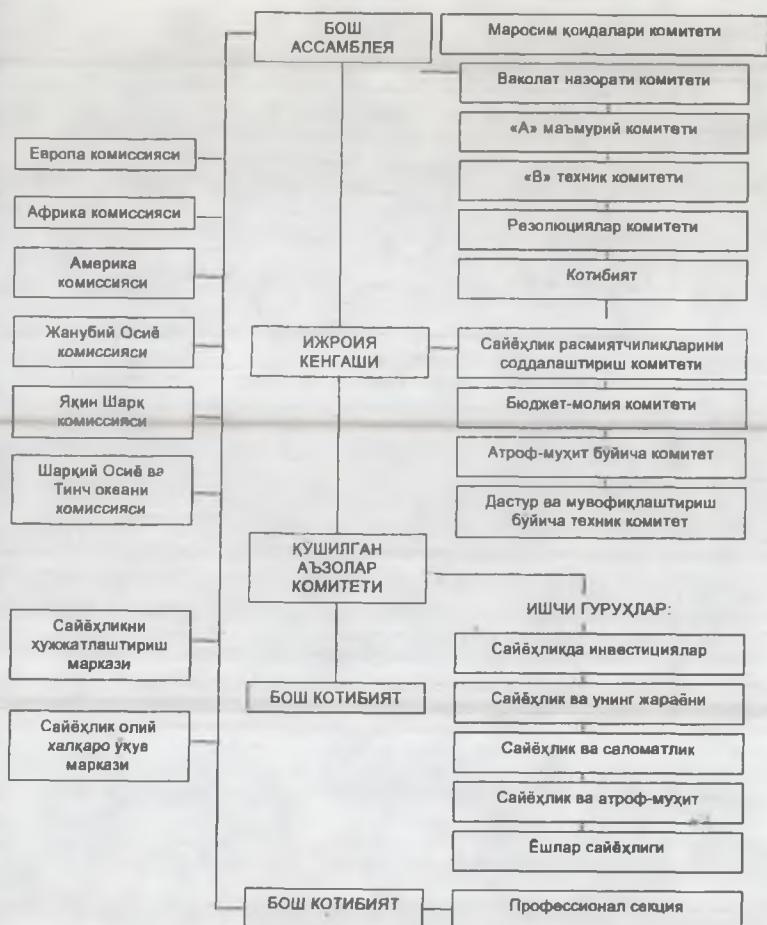 БОШ
АССАМБЛЕЯ
Маросим қоидалари комитети
Ваколат назорати комитети
«А» маъмурий комитети
«В» техник комитети
Резолюциялар комитети
Котибият
Европа комиссияси
Африка комиссияси
Америка
комиссияси
Жанубий Осиё
комиссияси
Яқин Шарқ
комиссияси
Шарқий Осиё ва
Тинч океани
комиссияси
ИЖРОИЯ
КЕНГАШИ
Сайёҳлик расмиятчиликларини
соддалаштириш комитети
Бюджет-молия комитети
Атроф-муҳит буйича комитет
Дастур ва мувофиқлаштириш
буйича техник комитет
ҚУШИЛГАН
АЪЗОЛАР
КОМИТЕТИ
ИШЧИ ГУРУҲЛАР:
Сайёҳликни
ҳужжатлаштириш
маркази
Сайёҳлик олий
халқаро ўқув
маркази
БОШ КОТИБИЯТ
Сайёҳликда инвестициялар
Сайёҳлик ва унинг жараёни
Сайёҳлик ва саломатлик
Сайёҳлик ва атроф-муҳит
Ёшлар сайёҳлиги
БОШ КОТИБИЯТ
Профессионал секция